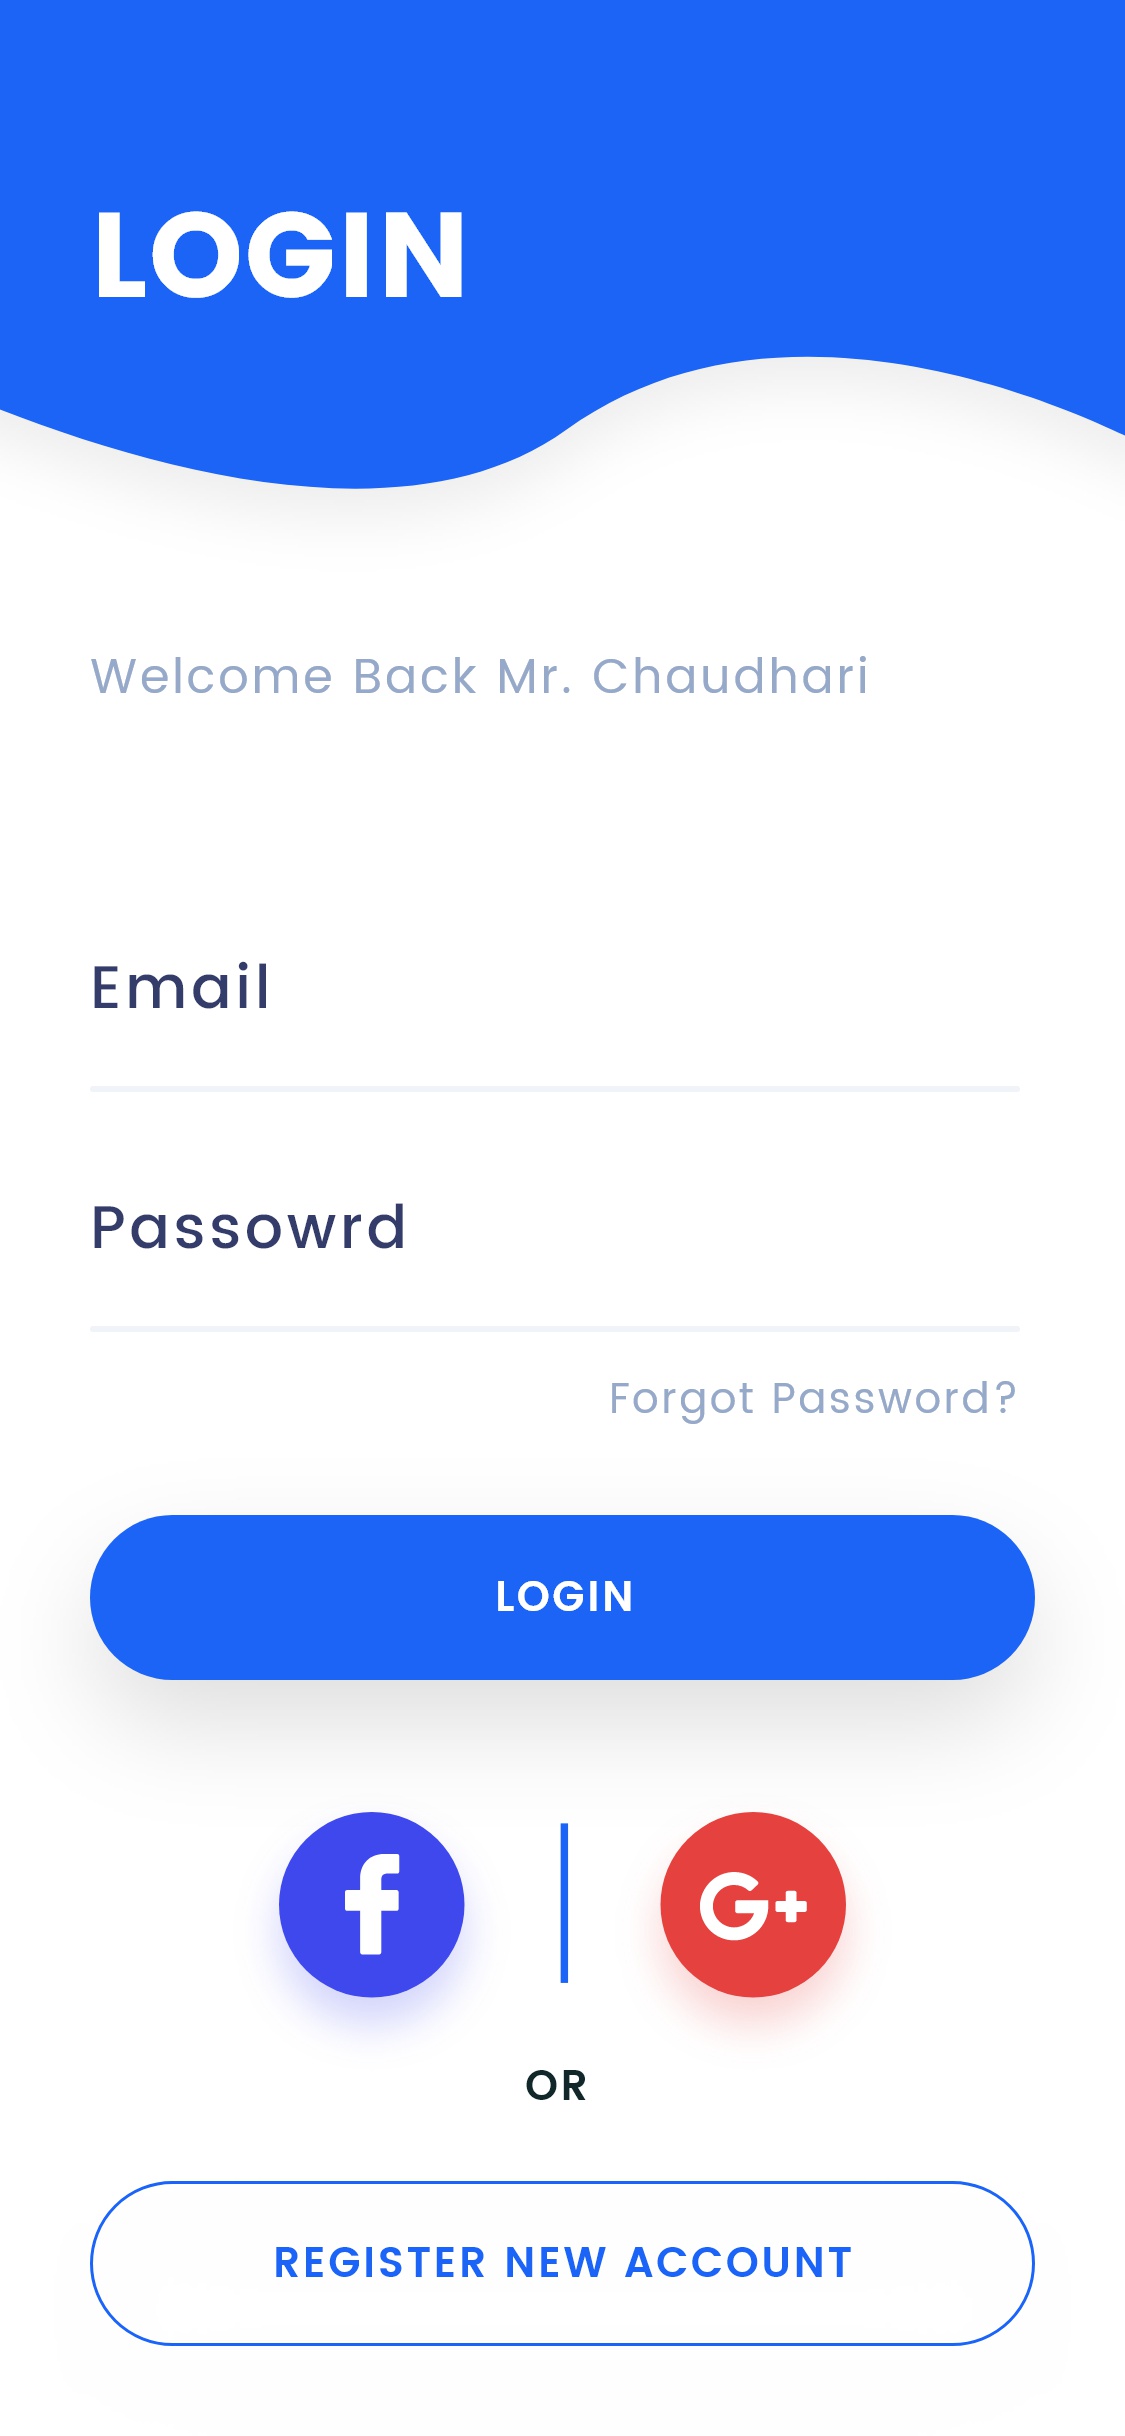 LOGIN
Welcome Back Mr. Chaudhari
Email
Passowrd
Forgot Password?
LOGIN
f
G+
OR
REGISTER NEW ACCOUNT